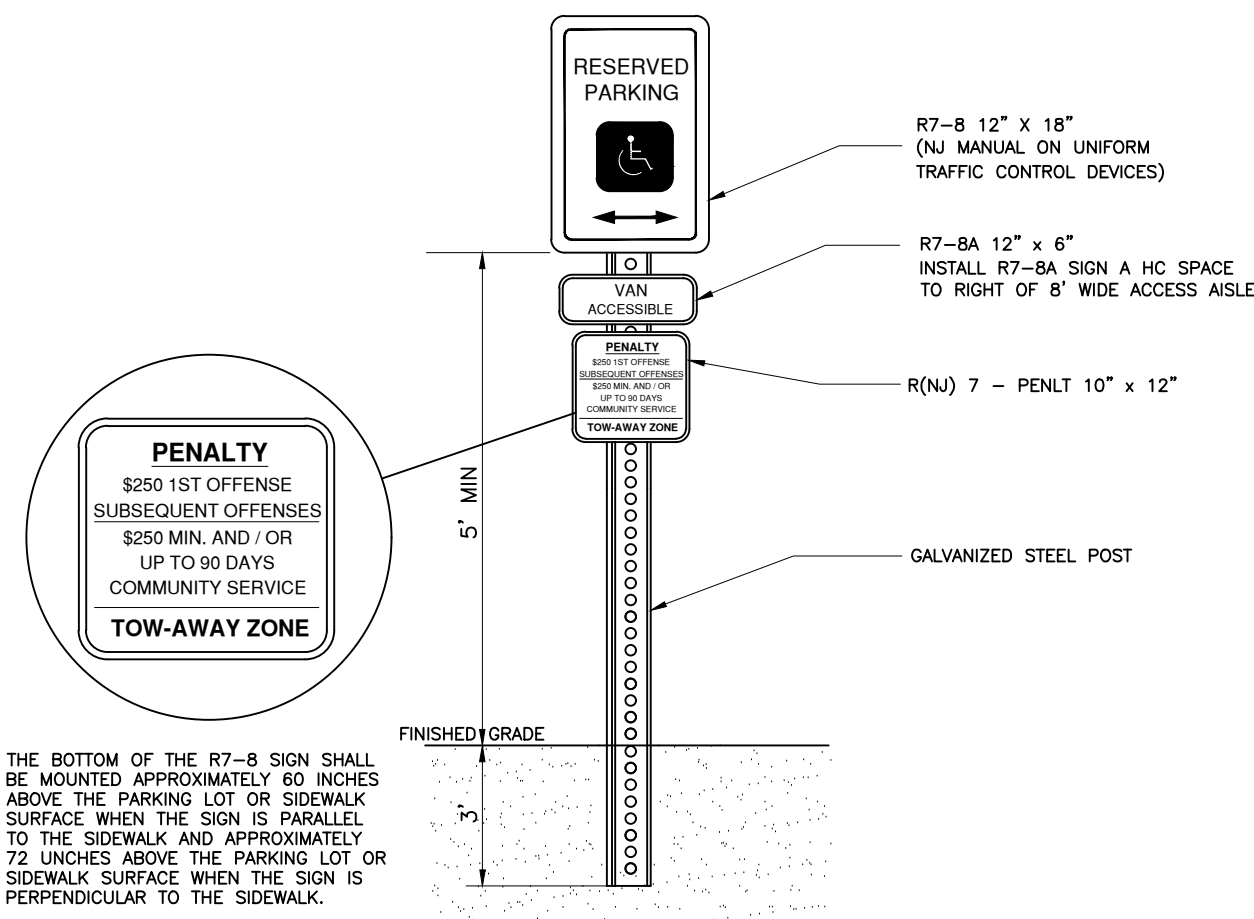 RESERVED
PARKING
R7-8 12" X 18"
(NJ MANUAL ON UNIFORM
TRAFFIC CONTROL DEVICES)
R7-8A 12" x 6"
INSTALL R7-8A SIGN A HC SPACE
TO RIGHT OF 8' WIDE ACCESS AISLE
VAN
ACCESSIBLE
PENALTY
$250 1ST OFFENSE
SUBSEQUENT OFFENSES
$250 MIN. AND / OR
UP TO 90 DAYS
COMMUNITY SERVICE
TOW-AWAY ZONE
R(NJ) 7 - PENLT 10" x 12"
PENALTY
$250 1ST OFFENSE
SUBSEQUENT OFFENSES
$250 MIN. AND / OR
UP TO 90 DAYS
COMMUNITY SERVICE
TOW-AWAY ZONE
5' MIN
GALVANIZED STEEL POST
FINISHED GRADE
3'
THE BOTTOM OF THE R7-8 SIGN SHALL
BE MOUNTED APPROXIMATELY 60 INCHES
ABOVE THE PARKING LOT OR SIDEWALK
SURFACE WHEN THE SIGN IS PARALLEL
TO THE SIDEWALK AND APPROXIMATELY
72 UNCHES ABOVE THE PARKING LOT OR
SIDEWALK SURFACE WHEN THE SIGN IS
PERPENDICULAR TO THE SIDEWALK.